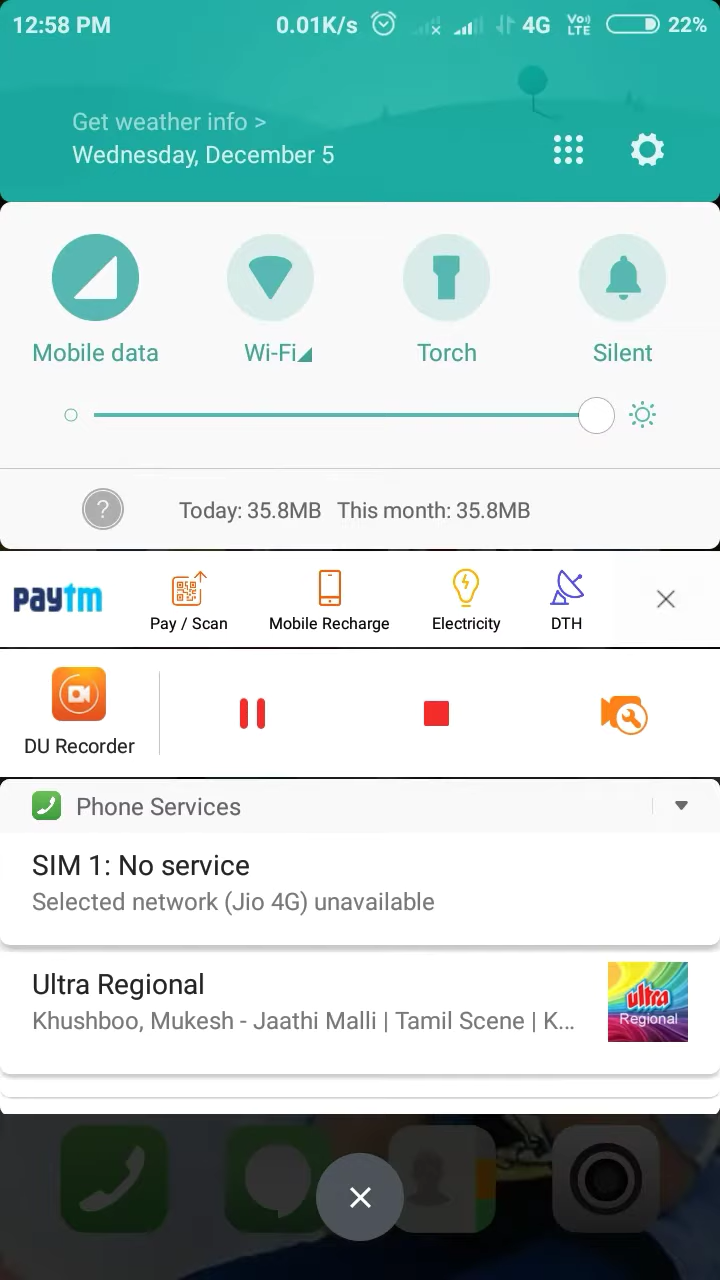 12:58 PM 0.01K/s 4G VoLTE 22%
Get weather info >
Wednesday, December 5
Mobile data Wi-Fi Torch Silent
? Today: 35.8MB This month: 35.8MB
paytm Pay / Scan Mobile Recharge Electricity DTH
DU Recorder
Phone Services
SIM 1: No service
Selected network (Jio 4G) unavailable
Ultra Regional
Khushboo, Mukesh - Jaathi Malli | Tamil Scene | K...
ultra
Regional